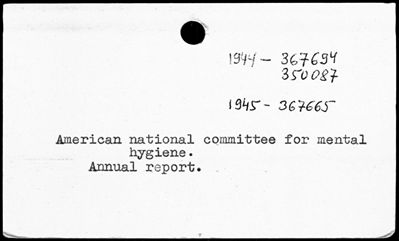 1944 – 367694
350087
1945 - 367665
American national committee for mental
hygiene.
Annual report.